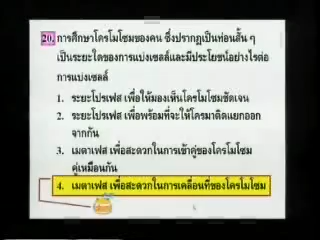 20. การศึกษาโครโมโซมของคน ซึ่งปรากฏเป็นท่อนสั้น ๆ
เป็นระยะใดของการแบ่งเซลล์และมีประโยชน์อย่างไรต่อ
การแบ่งเซลล์
1. ระยะโปรเฟส เพื่อให้มองเห็นโครโมโซมชัดเจน
2. ระยะโปรเฟส เพื่อพร้อมที่จะให้โครมาติดแยกออก
จากกัน
3. เมตาเฟส เพื่อสะดวกในการเข้าคู่ของโครโมโซม
คู่เหมือนกัน
4. เมตาเฟส เพื่อสะดวกในการเคลื่อนที่ของโครโมโซม